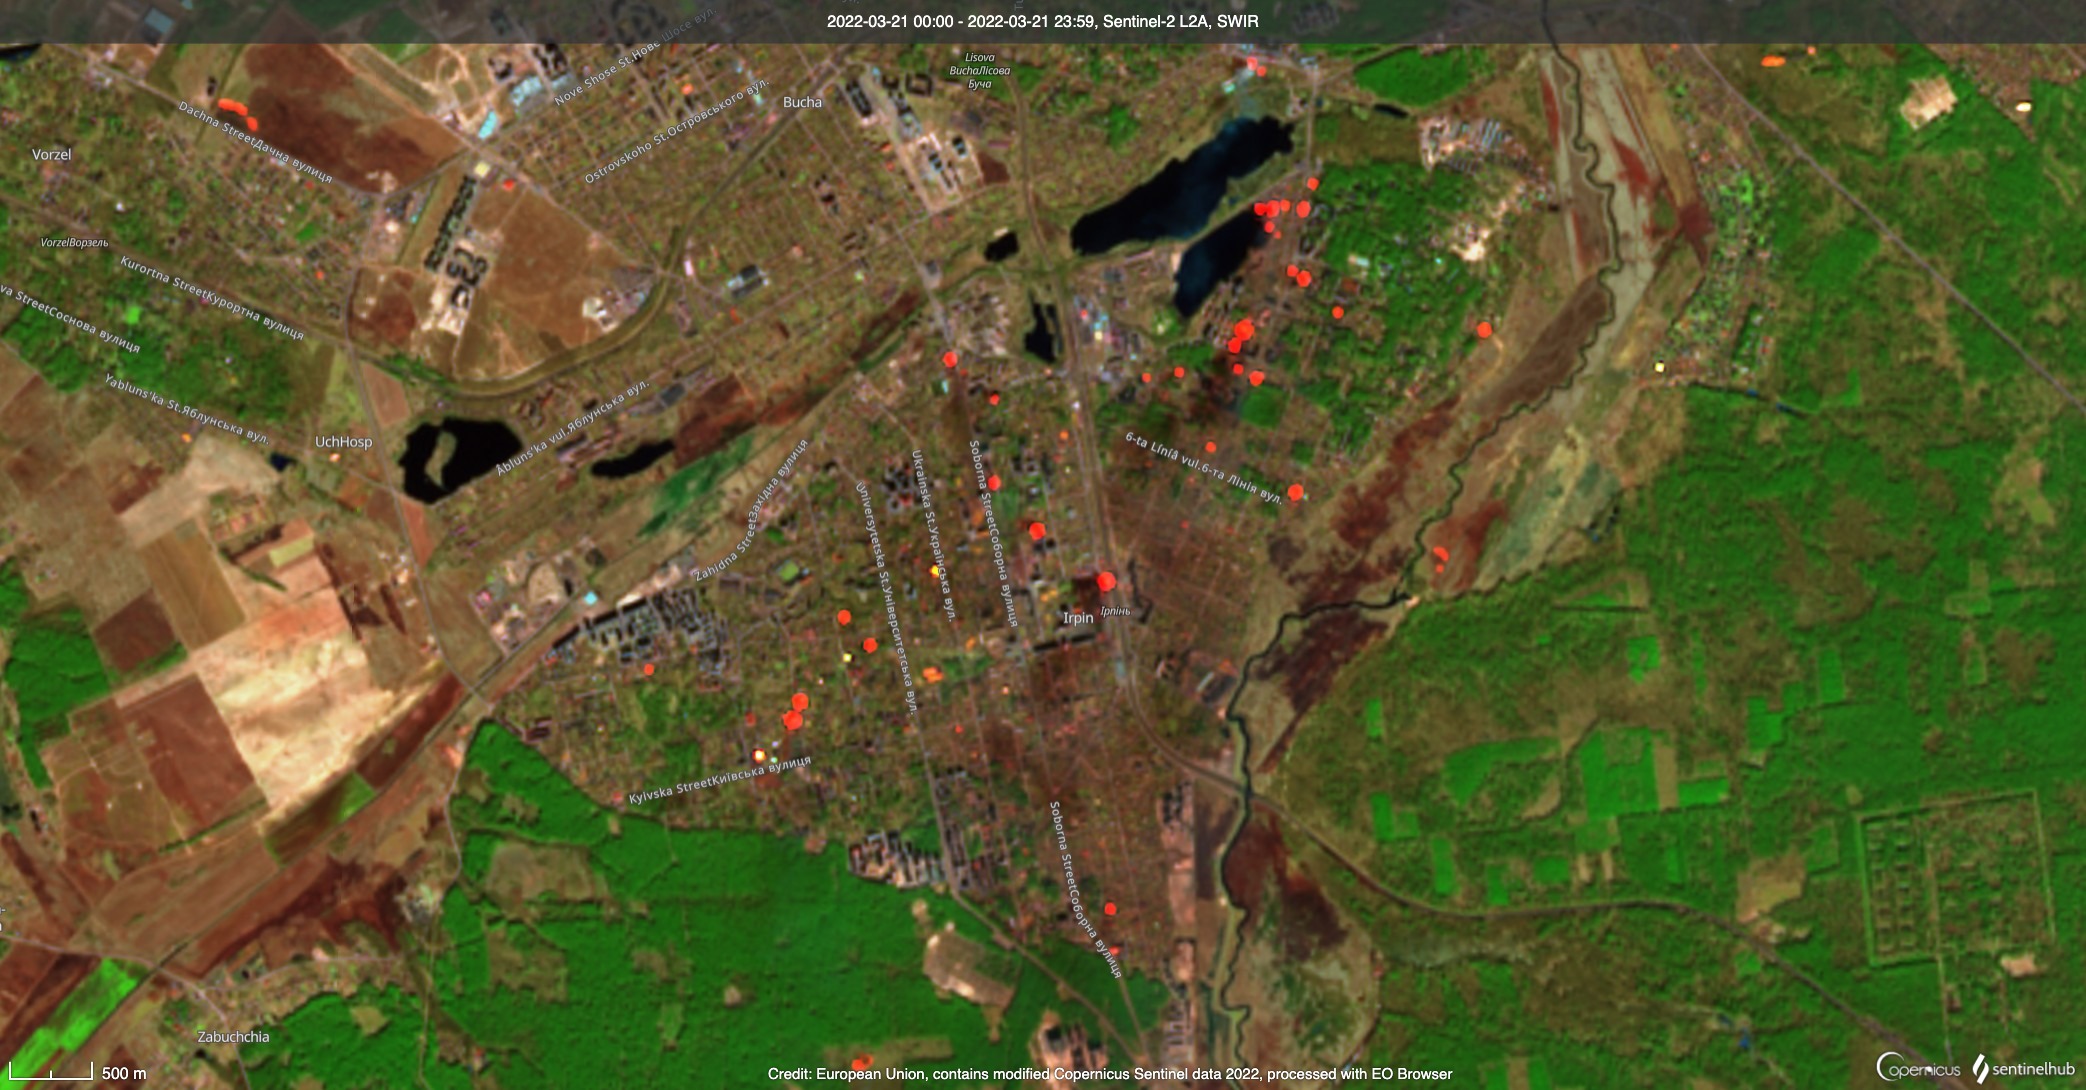 2022-03-21 00:00 - 2022-03-21 23:59, Sentinel-2 L2A, SWIR
Nove Shose St.Нове Шосе вул.
Lisova
BuchaЛісова
Буча
Ostrovskoho St.Островського вул.
Bucha
Dachna StreetДачна вулиця
Vorzel
VorzelВорзель
Kurortna StreetКурортна вулиця
va StreetСоснова вулиця
Yabluns'ka St.Яблунська вул.
UchHosp
Âbluns'ka vul.Яблунська вул.
Zahidna StreetЗахідна вулиця
Universytetska St.Університетська вул.
Ukrainska St.Українська вул.
Soborna StreetСоборна вулиця
6-ta Lìnìâ vul.6-та Лінія вул.
Irpin
Ірпінь
Kyivska StreetКиївська вулиця
Soborna StreetСоборна вулиця
Zabuchchia
500 m
Credit: European Union, contains modified Copernicus Sentinel data 2022, processed with EO Browser
Copernicus
sentinelhub